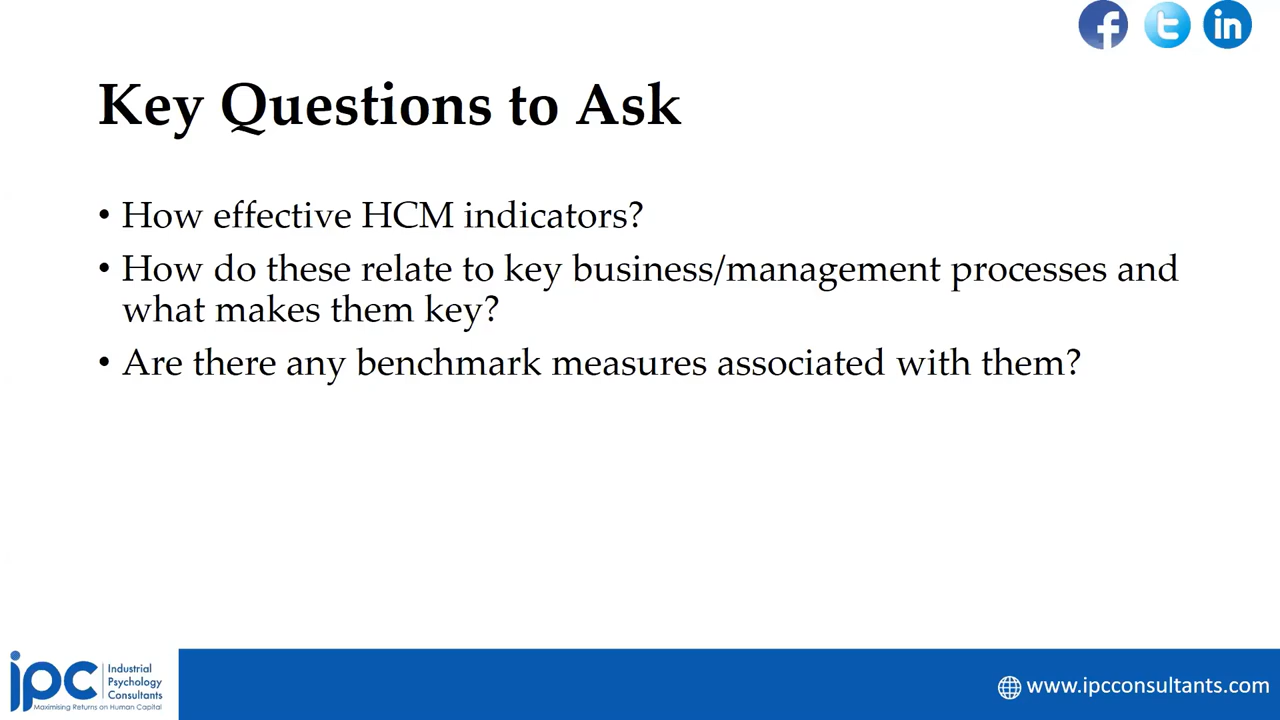 Key Questions to Ask
• How effective HCM indicators?
• How do these relate to key business/management processes and
what makes them key?
• Are there any benchmark measures associated with them?
ipc
Industrial
Psychology
Consultants
Maximising Returns on Human Capital
www.ipcconsultants.com